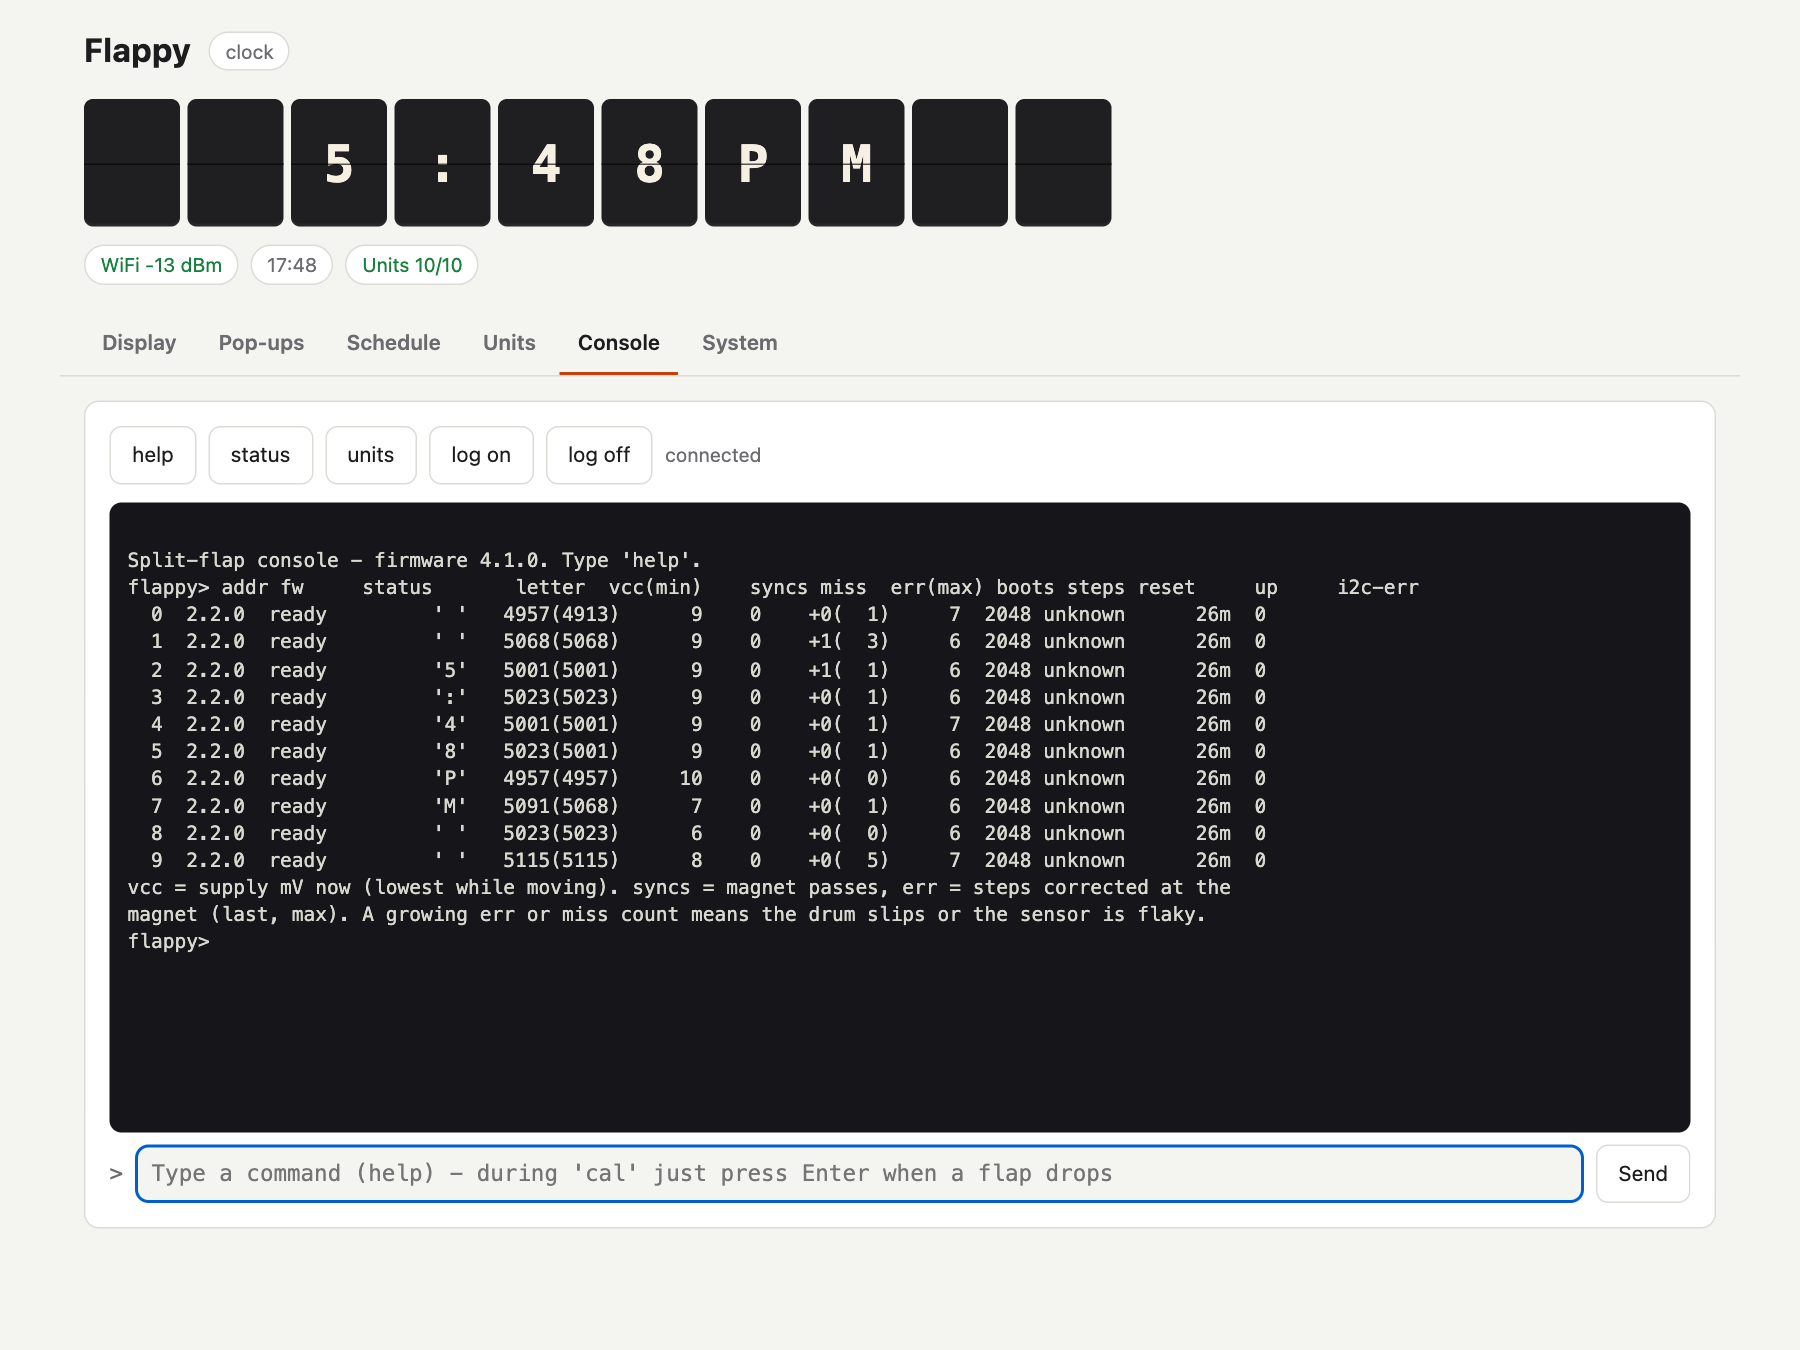 Flappy clock
5 : 4 8 P M
WiFi -13 dBm 17:48 Units 10/10
Display Pop-ups Schedule Units Console System
help status units log on log off connected
Split-flap console – firmware 4.1.0. Type 'help'.
flappy> addr fw     status       letter  vcc(min)    syncs miss  err(max) boots steps reset     up     i2c-err
  0  2.2.0  ready         ' '   4957(4913)      9    0    +0(  1)     7  2048 unknown      26m  0
  1  2.2.0  ready         ' '   5068(5068)      9    0    +1(  3)     6  2048 unknown      26m  0
  2  2.2.0  ready         '5'   5001(5001)      9    0    +1(  1)     6  2048 unknown      26m  0
  3  2.2.0  ready         ':'   5023(5023)      9    0    +0(  1)     6  2048 unknown      26m  0
  4  2.2.0  ready         '4'   5001(5001)      9    0    +0(  1)     7  2048 unknown      26m  0
  5  2.2.0  ready         '8'   5023(5001)      9    0    +0(  1)     6  2048 unknown      26m  0
  6  2.2.0  ready         'P'   4957(4957)     10    0    +0(  0)     6  2048 unknown      26m  0
  7  2.2.0  ready         'M'   5091(5068)      7    0    +0(  1)     6  2048 unknown      26m  0
  8  2.2.0  ready         ' '   5023(5023)      6    0    +0(  0)     6  2048 unknown      26m  0
  9  2.2.0  ready         ' '   5115(5115)      8    0    +0(  5)     7  2048 unknown      26m  0
vcc = supply mV now (lowest while moving). syncs = magnet passes, err = steps corrected at the
magnet (last, max). A growing err or miss count means the drum slips or the sensor is flaky.
flappy>
> Type a command (help) – during 'cal' just press Enter when a flap drops Send